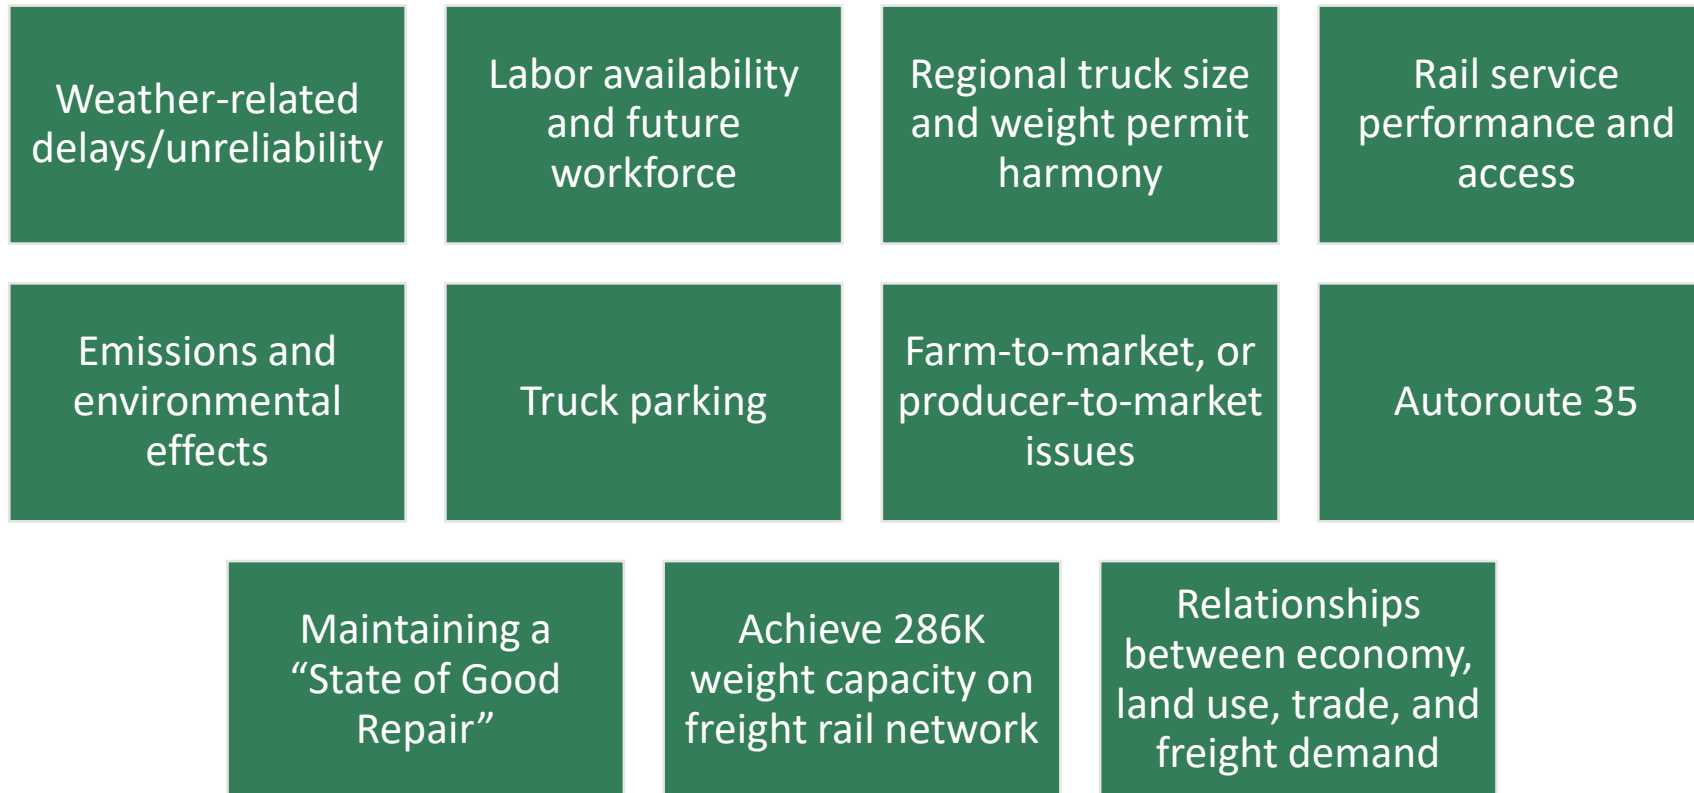 Weather-related
delays/unreliability
Labor availability
and future
workforce
Regional truck size
and weight permit
harmony
Rail service
performance and
access
Emissions and
environmental
effects
Truck parking
Farm-to-market, or
producer-to-market
issues
Autoroute 35
Maintaining a
“State of Good
Repair”
Achieve 286K
weight capacity on
freight rail network
Relationships
between economy,
land use, trade, and
freight demand